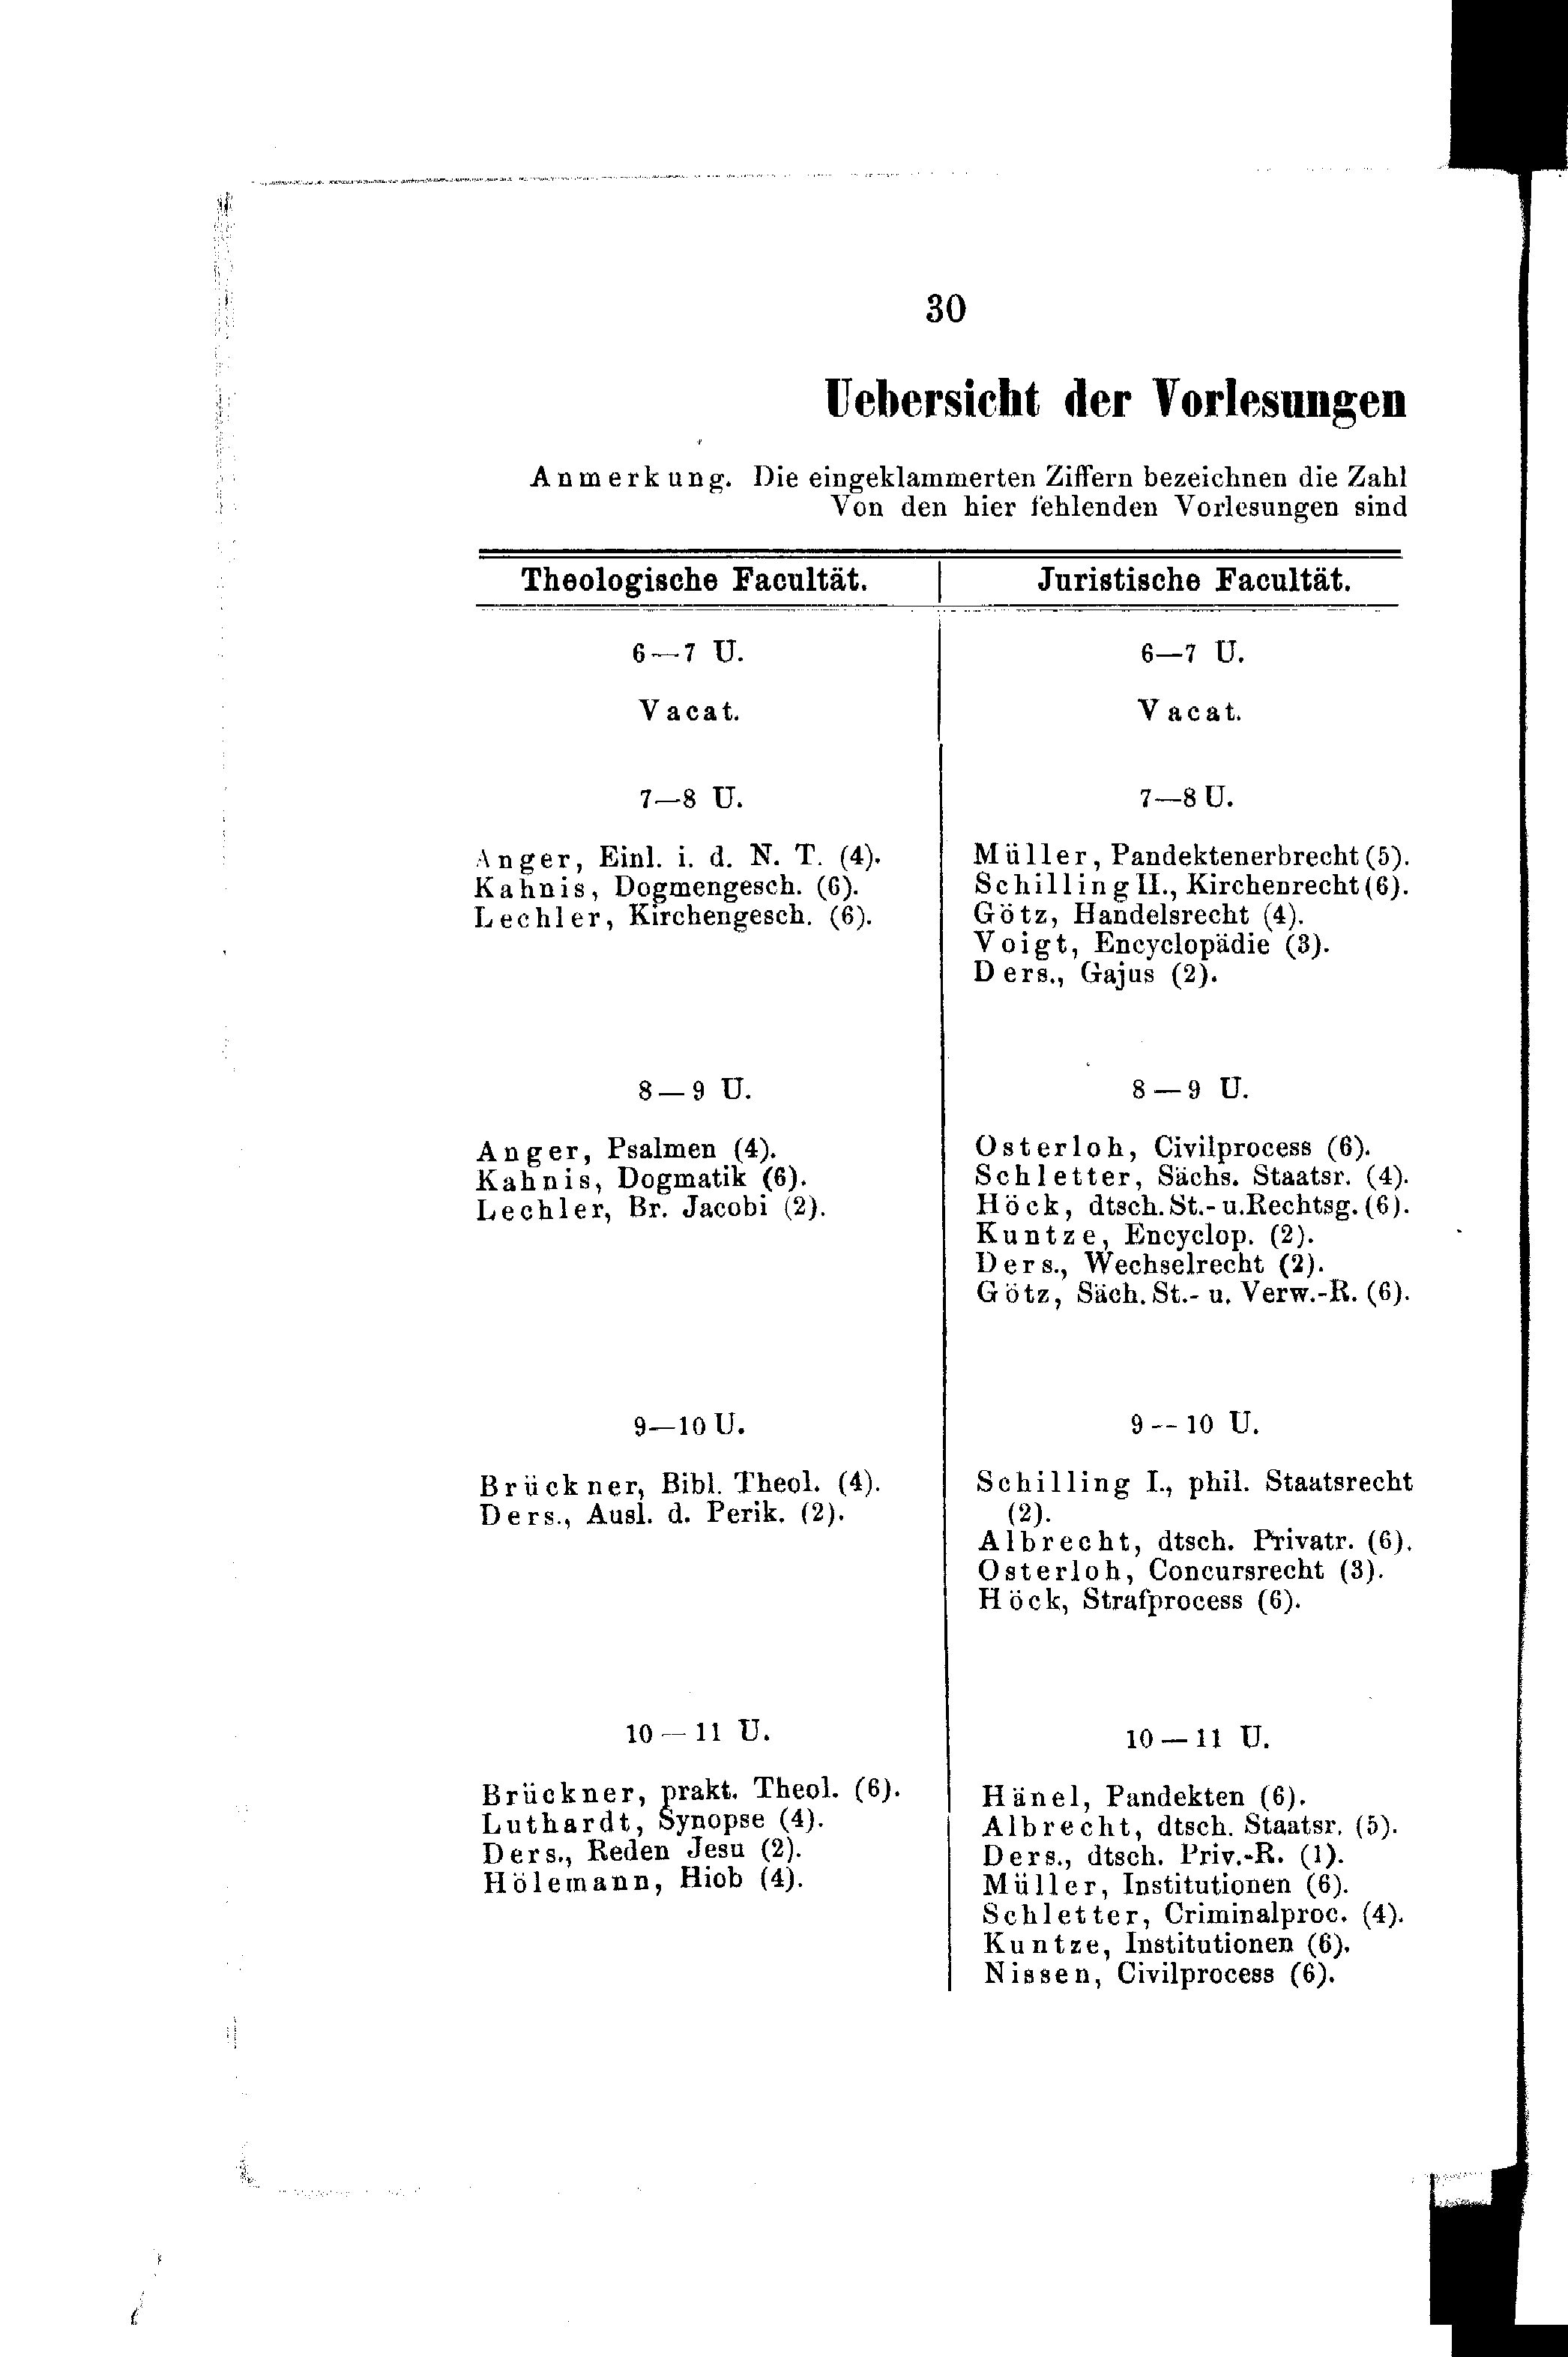 30
Uebersicht der Vorlesungen
Anmerkung. Die eingeklammerten Ziffern bezeichnen die Zahl
Von den hier fehlenden Vorlesungen sind
Theologische Facultät.
6—7 U.
Vacat.
7—8 U.
Anger, Einl. i. d. N. T. (4).
Kahnis, Dogmengesch. (6).
Lechler, Kirchengesch. (6).
8—9 U.
Anger, Psalmen (4).
Kahnis, Dogmatik (6).
Lechler, Br. Jacobi (2).
9—10 U.
Brückner, Bibl. Theol. (4).
Ders., Ausl. d. Perik. (2).
10—11 U.
Brückner, prakt. Theol. (6).
Luthardt, Synopse (4).
Ders., Reden Jesu (2).
Hölemann, Hiob (4).
Juristische Facultät.
6—7 U.
Vacat.
7—8 U.
Müller, Pandektenerbrecht (5).
Schilling II., Kirchenrecht (6).
Götz, Handelsrecht (4).
Voigt, Encyclopädie (3).
Ders., Gajus (2).
8—9 U.
Osterloh, Civilprocess (6).
Schletter, Sächs. Staatsr. (4).
Höck, dtsch. St.- u. Rechtsg. (6).
Kuntze, Encyclop. (2).
Ders., Wechselrecht (2).
Götz, Säch. St.- u. Verw.-R. (6).
9—10 U.
Schilling I., phil. Staatsrecht
(2).
Albrecht, dtsch. Privatr. (6).
Osterloh, Concursrecht (3).
Höck, Strafprocess (6).
10—11 U.
Hänel, Pandekten (6).
Albrecht, dtsch. Staatsr. (5).
Ders., dtsch. Priv.-R. (1).
Müller, Institutionen (6).
Schletter, Criminalproc. (4).
Kuntze, Institutionen (6).
Nissen, Civilprocess (6).